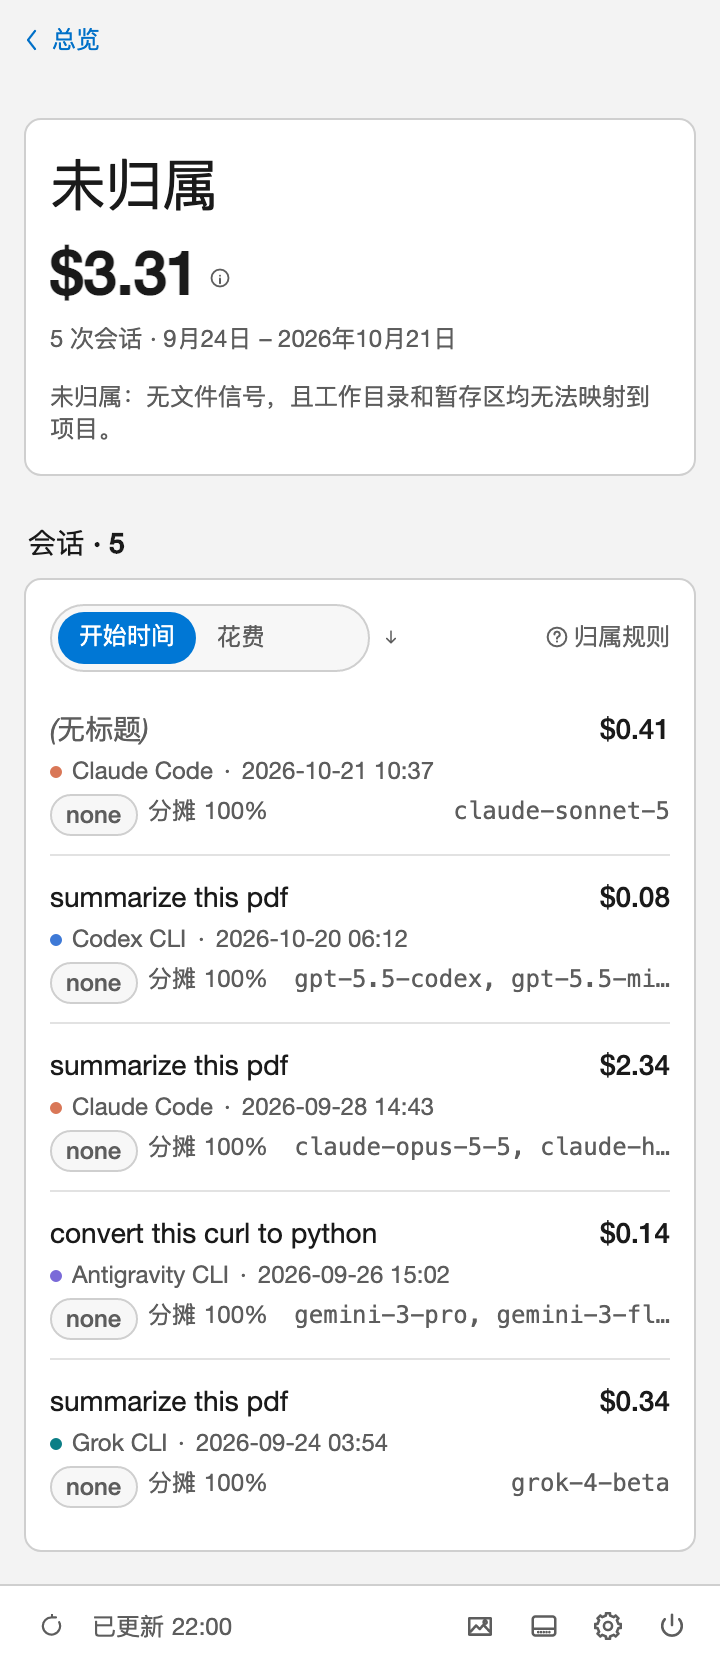 总览
未归属
$3.31
5 次会话 · 9月24日 – 2026年10月21日
未归属：无文件信号，且工作目录和暂存区均无法映射到
项目。
会话 · 5
开始时间 花费 ↓ 归属规则
(无标题) $0.41
Claude Code · 2026-10-21 10:37
none 分摊 100% claude-sonnet-5
summarize this pdf $0.08
Codex CLI · 2026-10-20 06:12
none 分摊 100% gpt-5.5-codex, gpt-5.5-mi…
summarize this pdf $2.34
Claude Code · 2026-09-28 14:43
none 分摊 100% claude-opus-5-5, claude-h…
convert this curl to python $0.14
Antigravity CLI · 2026-09-26 15:02
none 分摊 100% gemini-3-pro, gemini-3-fl…
summarize this pdf $0.34
Grok CLI · 2026-09-24 03:54
none 分摊 100% grok-4-beta
已更新 22:00